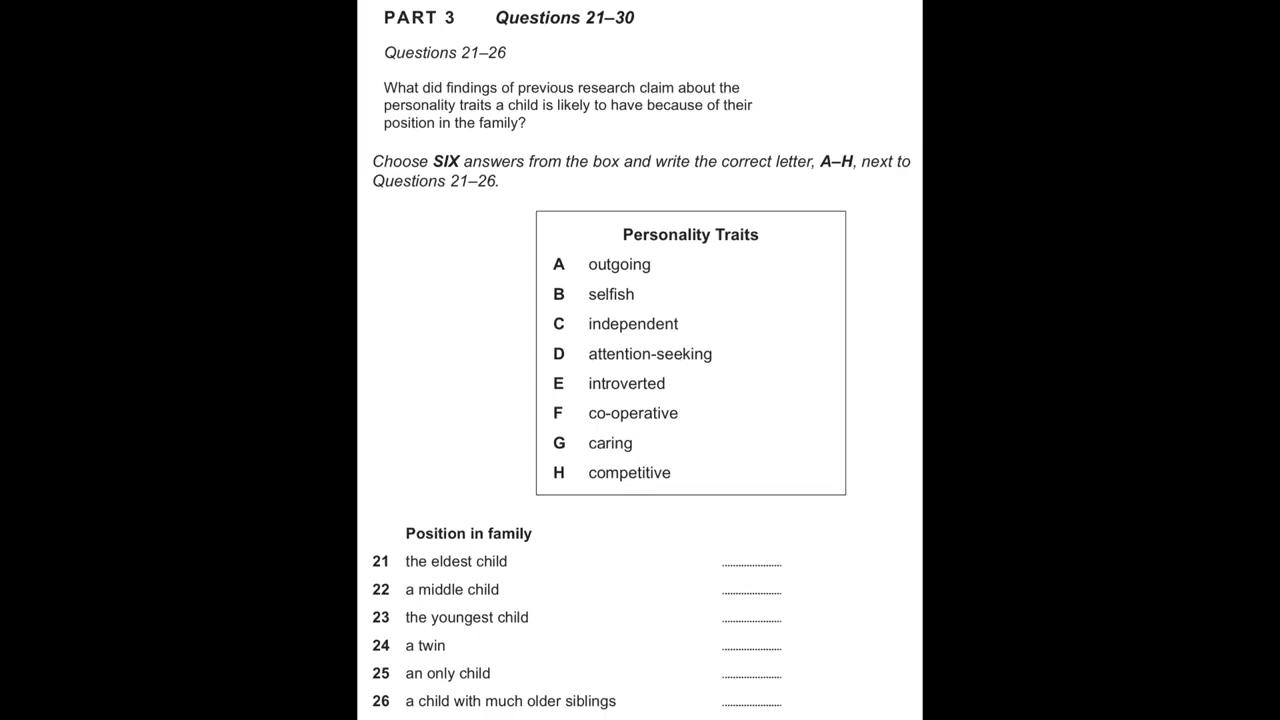 PART 3 Questions 21–30
Questions 21–26
What did findings of previous research claim about the
personality traits a child is likely to have because of their
position in the family?
Choose SIX answers from the box and write the correct letter, A–H, next to
Questions 21–26.
Personality Traits
A outgoing
B selfish
C independent
D attention-seeking
E introverted
F co-operative
G caring
H competitive
Position in family
21 the eldest child ....................
22 a middle child ....................
23 the youngest child ....................
24 a twin ....................
25 an only child ....................
26 a child with much older siblings ....................